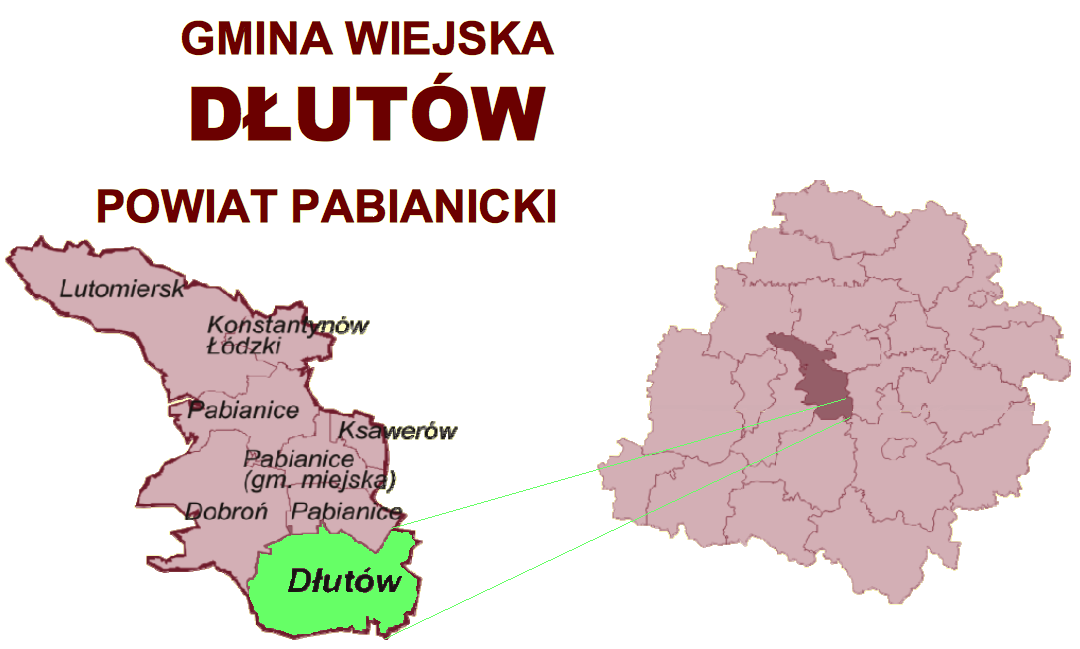 GMINA WIEJSKA
DŁUTÓW
POWIAT PABIANICKI
Lutomiersk
Konstantynów
Łódzki
Pabianice
Ksawerów
Pabianice
(gm. miejska)
Dobroń
Pabianice
Dłutów